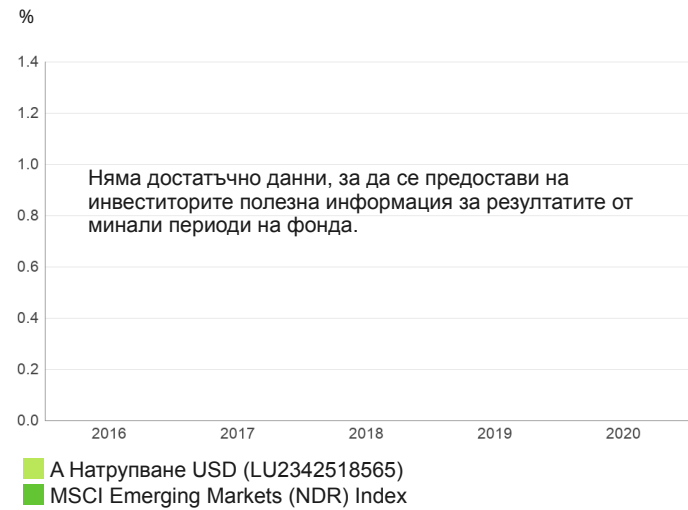 %
1.4
1.2
1.0
Няма достатъчно данни, за да се предостави на
инвеститорите полезна информация за резултатите от
0.8
минали периоди на фонда.
0.6
0.4
0.2
0.0
2016 2017 2018 2019 2020
А Натрупване USD (LU2342518565)
MSCI Emerging Markets (NDR) Index